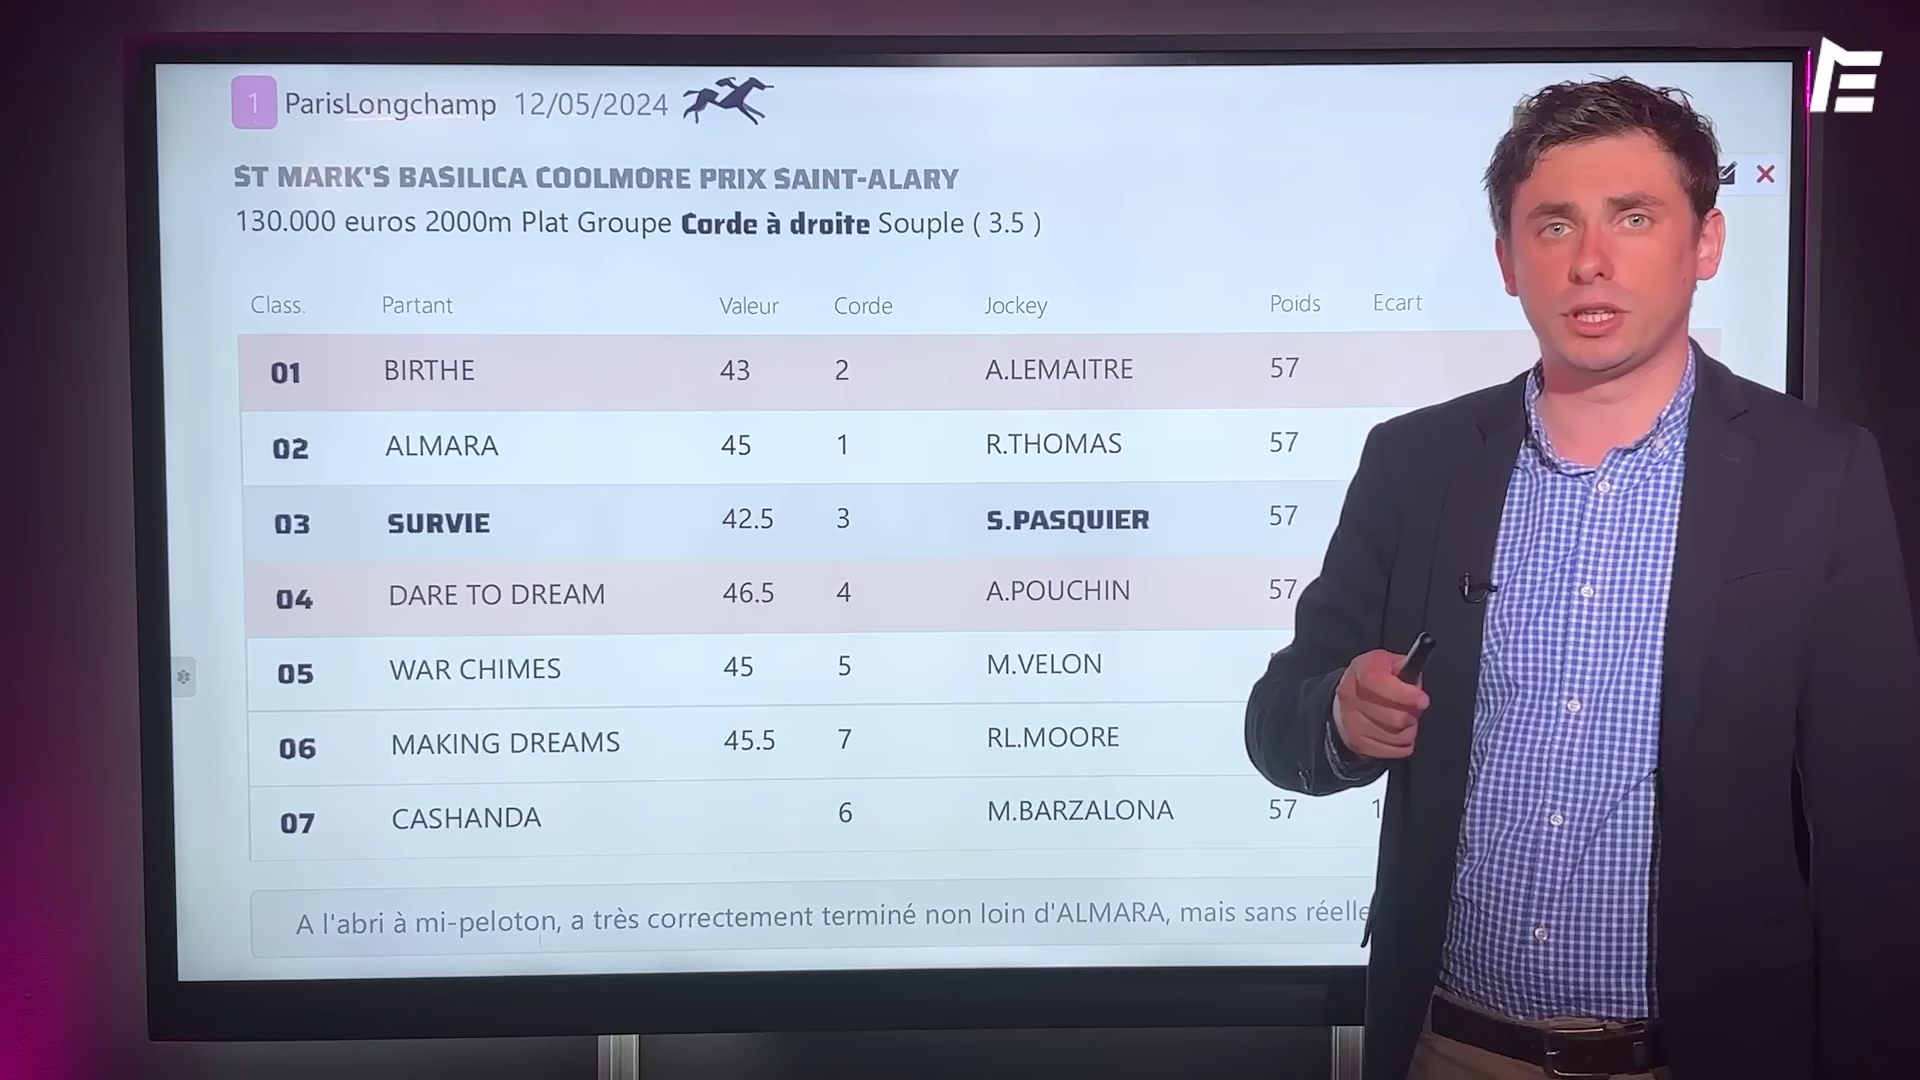 1 ParisLongchamp 12/05/2024
ST MARK'S BASILICA COOLMORE PRIX SAINT-ALARY
130.000 euros 2000m Plat Groupe Corde à droite Souple ( 3.5 )
Class. Partant Valeur Corde Jockey Poids Ecart
01 BIRTHE 43 2 A.LEMAITRE 57
02 ALMARA 45 1 R.THOMAS 57
03 SURVIE 42.5 3 S.PASQUIER 57
04 DARE TO DREAM 46.5 4 A.POUCHIN 57
05 WAR CHIMES 45 5 M.VELON
06 MAKING DREAMS 45.5 7 RL.MOORE
07 CASHANDA 6 M.BARZALONA 57 1
A l'abri à mi-peloton, a très correctement terminé non loin d'ALMARA, mais sans réelle